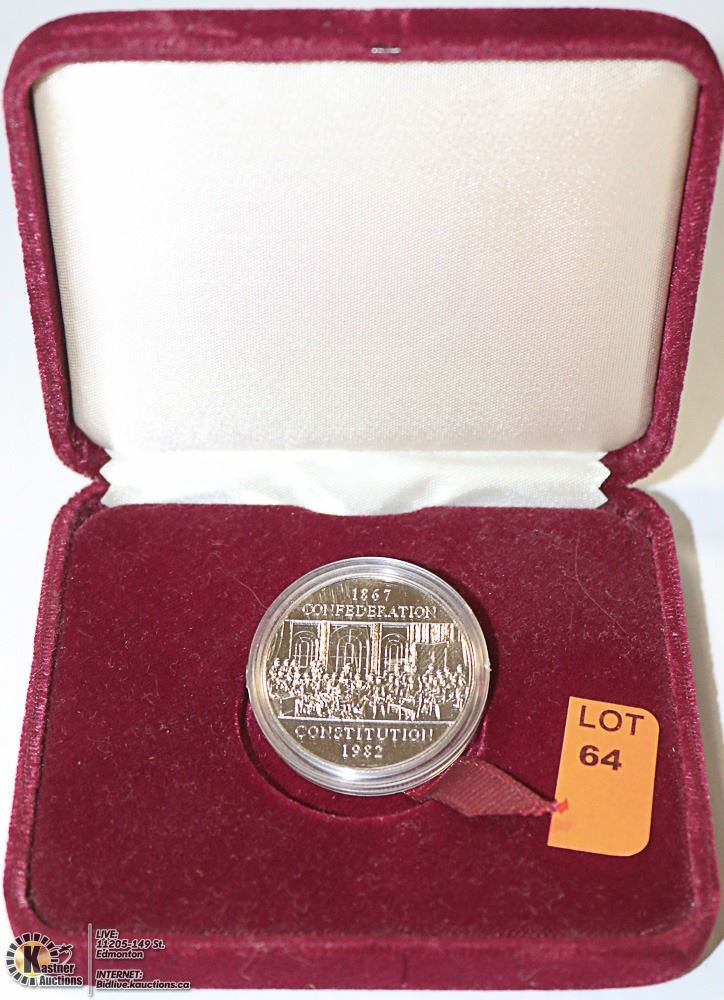 1867
CONFEDERATION
CONSTITUTION
1982
LOT
64
Kastner
Auctions
LIVE:
11205-149 St.
Edmonton
INTERNET:
Bidlive.kauctions.ca